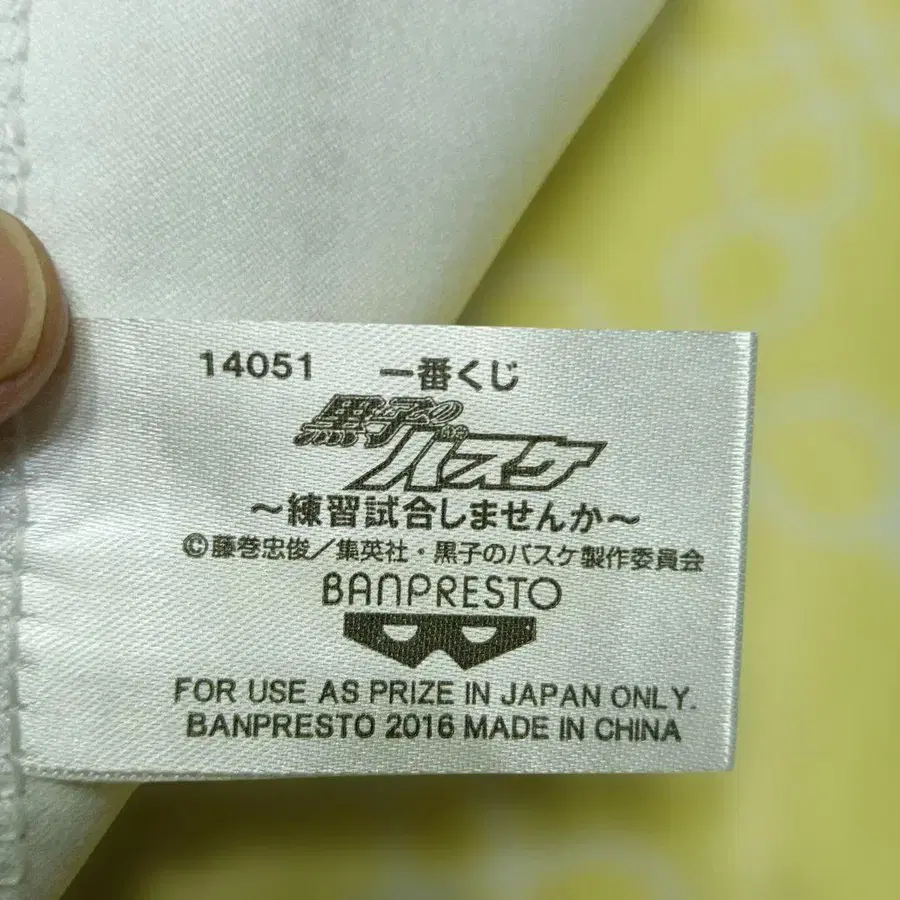 14051 一番くじ
黒子の
バスケ
～練習試合しませんか～
©藤巻忠俊／集英社・黒子のバスケ製作委員会
BANPRESTO
FOR USE AS PRIZE IN JAPAN ONLY.
BANPRESTO 2016 MADE IN CHINA